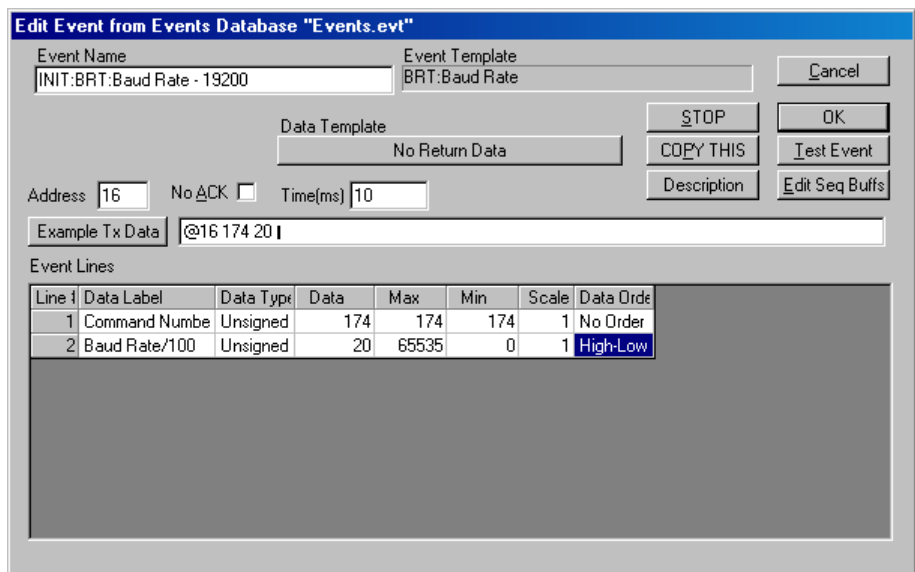 Edit Event from Events Database "Events.evt"
Event Name
Event Template
INIT:BRT:Baud Rate - 19200
BRT:Baud Rate
Cancel
Data Template
STOP
OK
No Return Data
COPY THIS
Test Event
Address 16
No ACK
Time(ms) 10
Description
Edit Seq Buffs
Example Tx Data
@16 174 20
Event Lines
Line # Data Label Data Type Data Max Min Scale Data Orde
1 Command Numbe Unsigned 174 174 174 1 No Order
2 Baud Rate/100 Unsigned 20 65535 0 1 High-Low